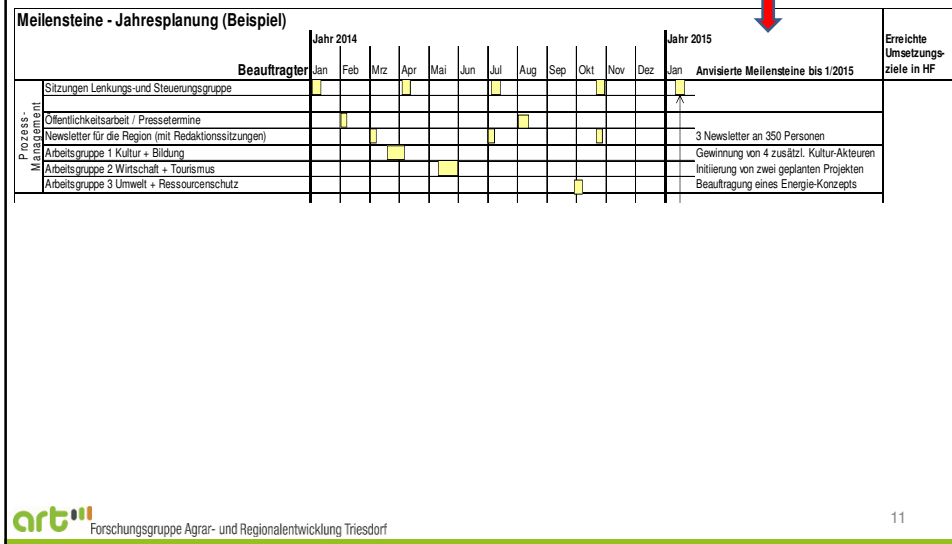 Meilensteine - Jahresplanung (Beispiel)
Jahr 2014
Jahr 2015
Erreichte
Umsetzungs-
ziele in HF
Beauftragter Jan Feb Mrz Apr Mai Jun Jul Aug Sep Okt Nov Dez Jan Anvisierte Meilensteine bis 1/2015
Prozess-
Management
Sitzungen Lenkungs-und Steuerungsgruppe
Öffentlichkeitsarbeit / Pressetermine
Newsletter für die Region (mit Redaktionssitzungen) 3 Newsletter an 350 Personen
Arbeitsgruppe 1 Kultur + Bildung Gewinnung von 4 zusätzl. Kultur-Akteuren
Arbeitsgruppe 2 Wirtschaft + Tourismus Initiierung von zwei geplanten Projekten
Arbeitsgruppe 3 Umwelt + Ressourcenschutz Beauftragung eines Energie-Konzepts
art Forschungsgruppe Agrar- und Regionalentwicklung Triesdorf
11